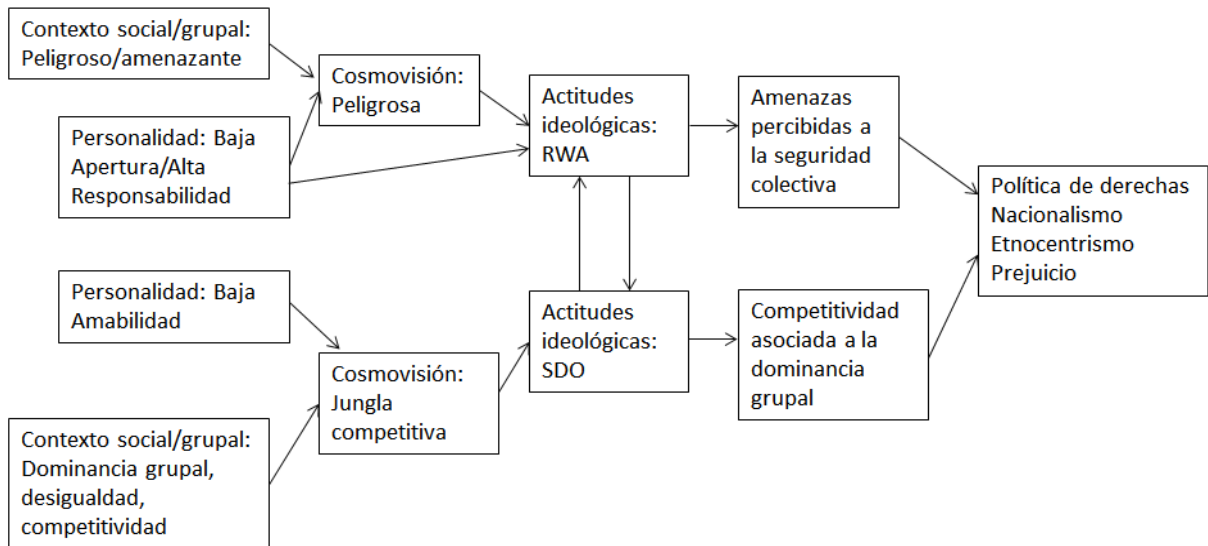 Contexto social/grupal:
Peligroso/amenazante
Cosmovisión:
Peligrosa
Personalidad: Baja
Apertura/Alta
Responsabilidad
Actitudes
ideológicas:
RWA
Amenazas
percibidas a
la seguridad
colectiva
Política de derechas
Nacionalismo
Etnocentrismo
Prejuicio
Personalidad: Baja
Amabilidad
Cosmovisión:
Jungla
competitiva
Actitudes
ideológicas:
SDO
Competitividad
asociada a la
dominancia
grupal
Contexto social/grupal:
Dominancia grupal,
desigualdad,
competitividad